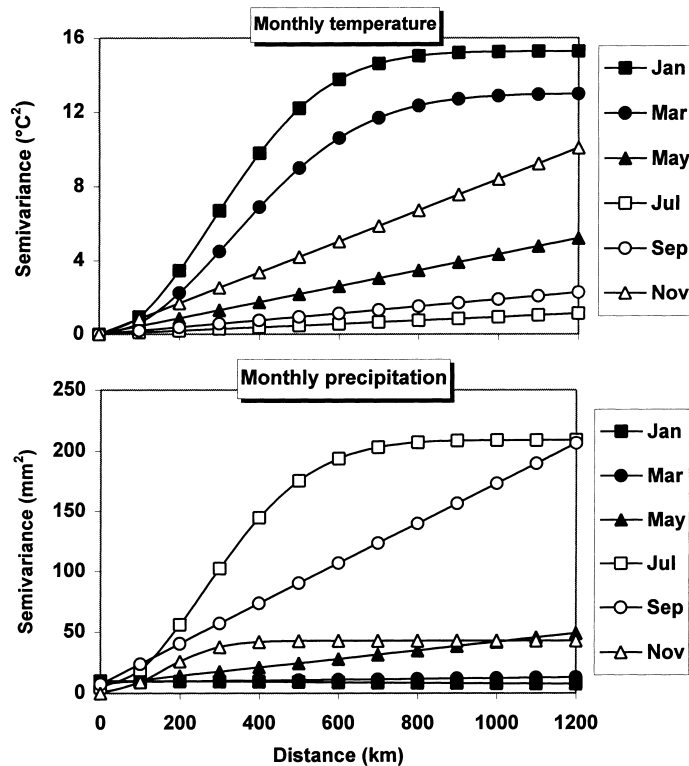 Monthly temperature
16
12
8
4
0
Semivariance (°C²)
Jan
Mar
May
Jul
Sep
Nov
Monthly precipitation
250
200
150
100
50
0
Semivariance (mm²)
Jan
Mar
May
Jul
Sep
Nov
0 200 400 600 800 1000 1200
Distance (km)